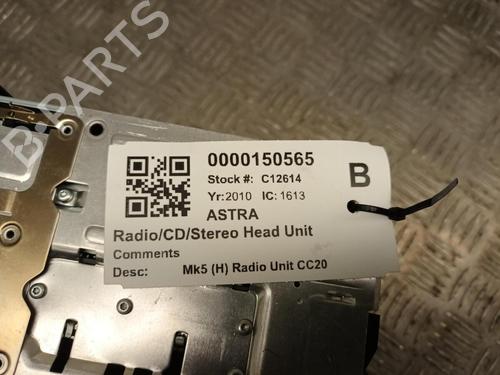 B-PARTS
0000150565
Stock #: C12614
B
Yr:2010 IC: 1613
ASTRA
Radio/CD/Stereo Head Unit
Comments
Desc: Mk5 (H) Radio Unit CC20